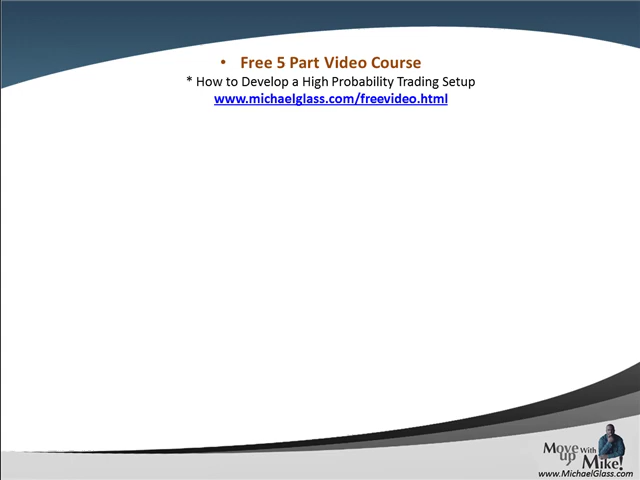 • Free 5 Part Video Course
* How to Develop a High Probability Trading Setup
www.michaelglass.com/freevideo.html
Move up With Mike!
www.MichaelGlass.com